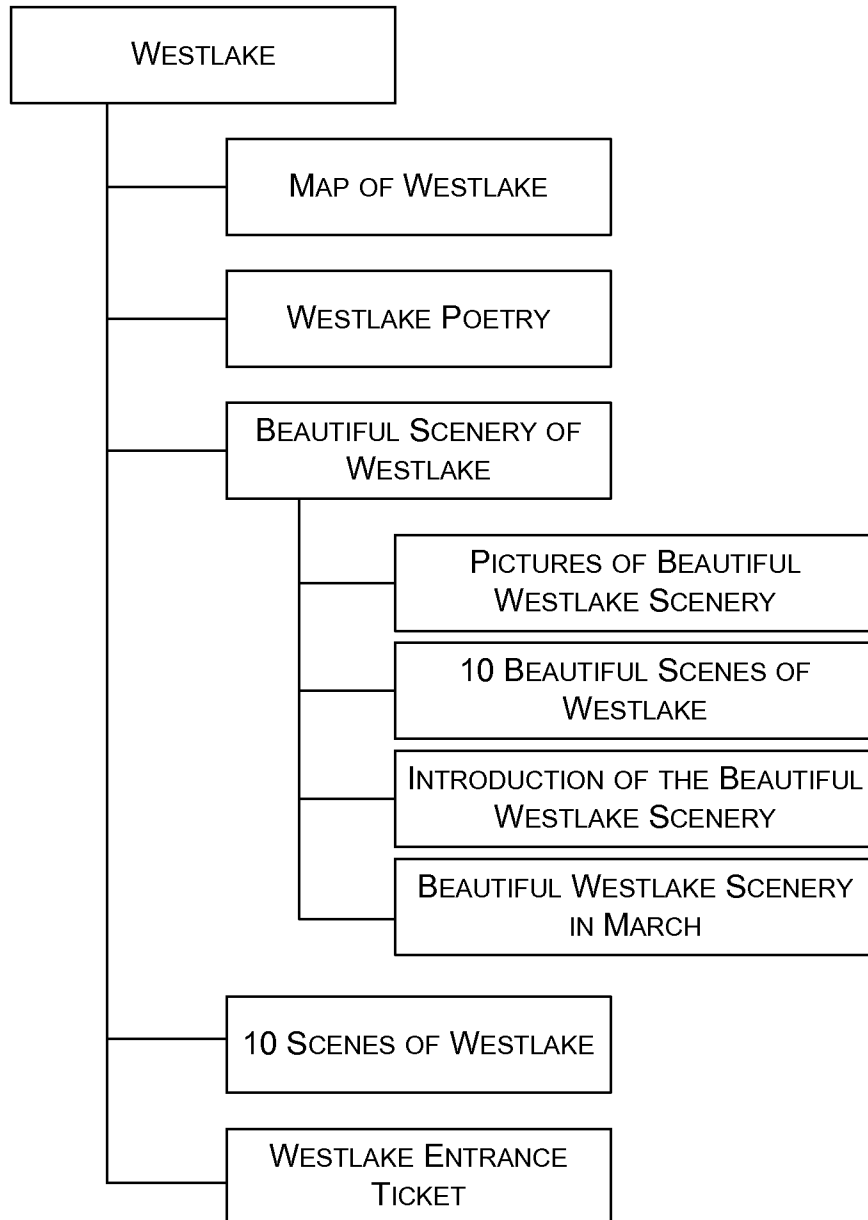 WESTLAKE
MAP OF WESTLAKE
WESTLAKE POETRY
BEAUTIFUL SCENERY OF
WESTLAKE
PICTURES OF BEAUTIFUL
WESTLAKE SCENERY
10 BEAUTIFUL SCENES OF
WESTLAKE
INTRODUCTION OF THE BEAUTIFUL
WESTLAKE SCENERY
BEAUTIFUL WESTLAKE SCENERY
IN MARCH
10 SCENES OF WESTLAKE
WESTLAKE ENTRANCE
TICKET